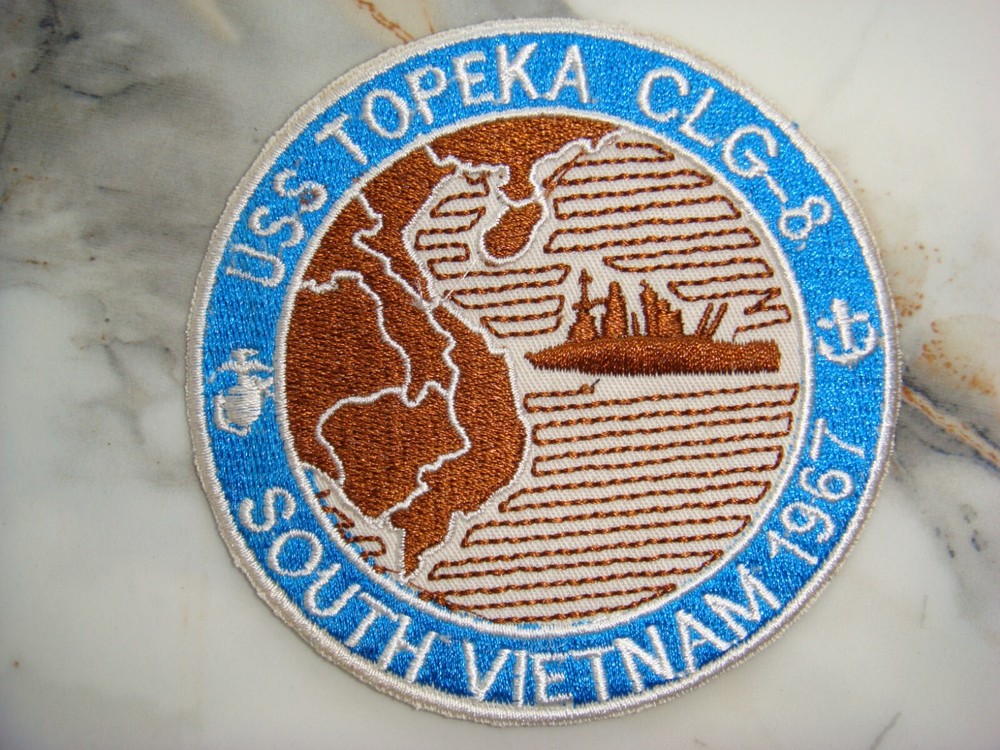 USS TOPEKA CLG-8
SOUTH VIETNAM 1967